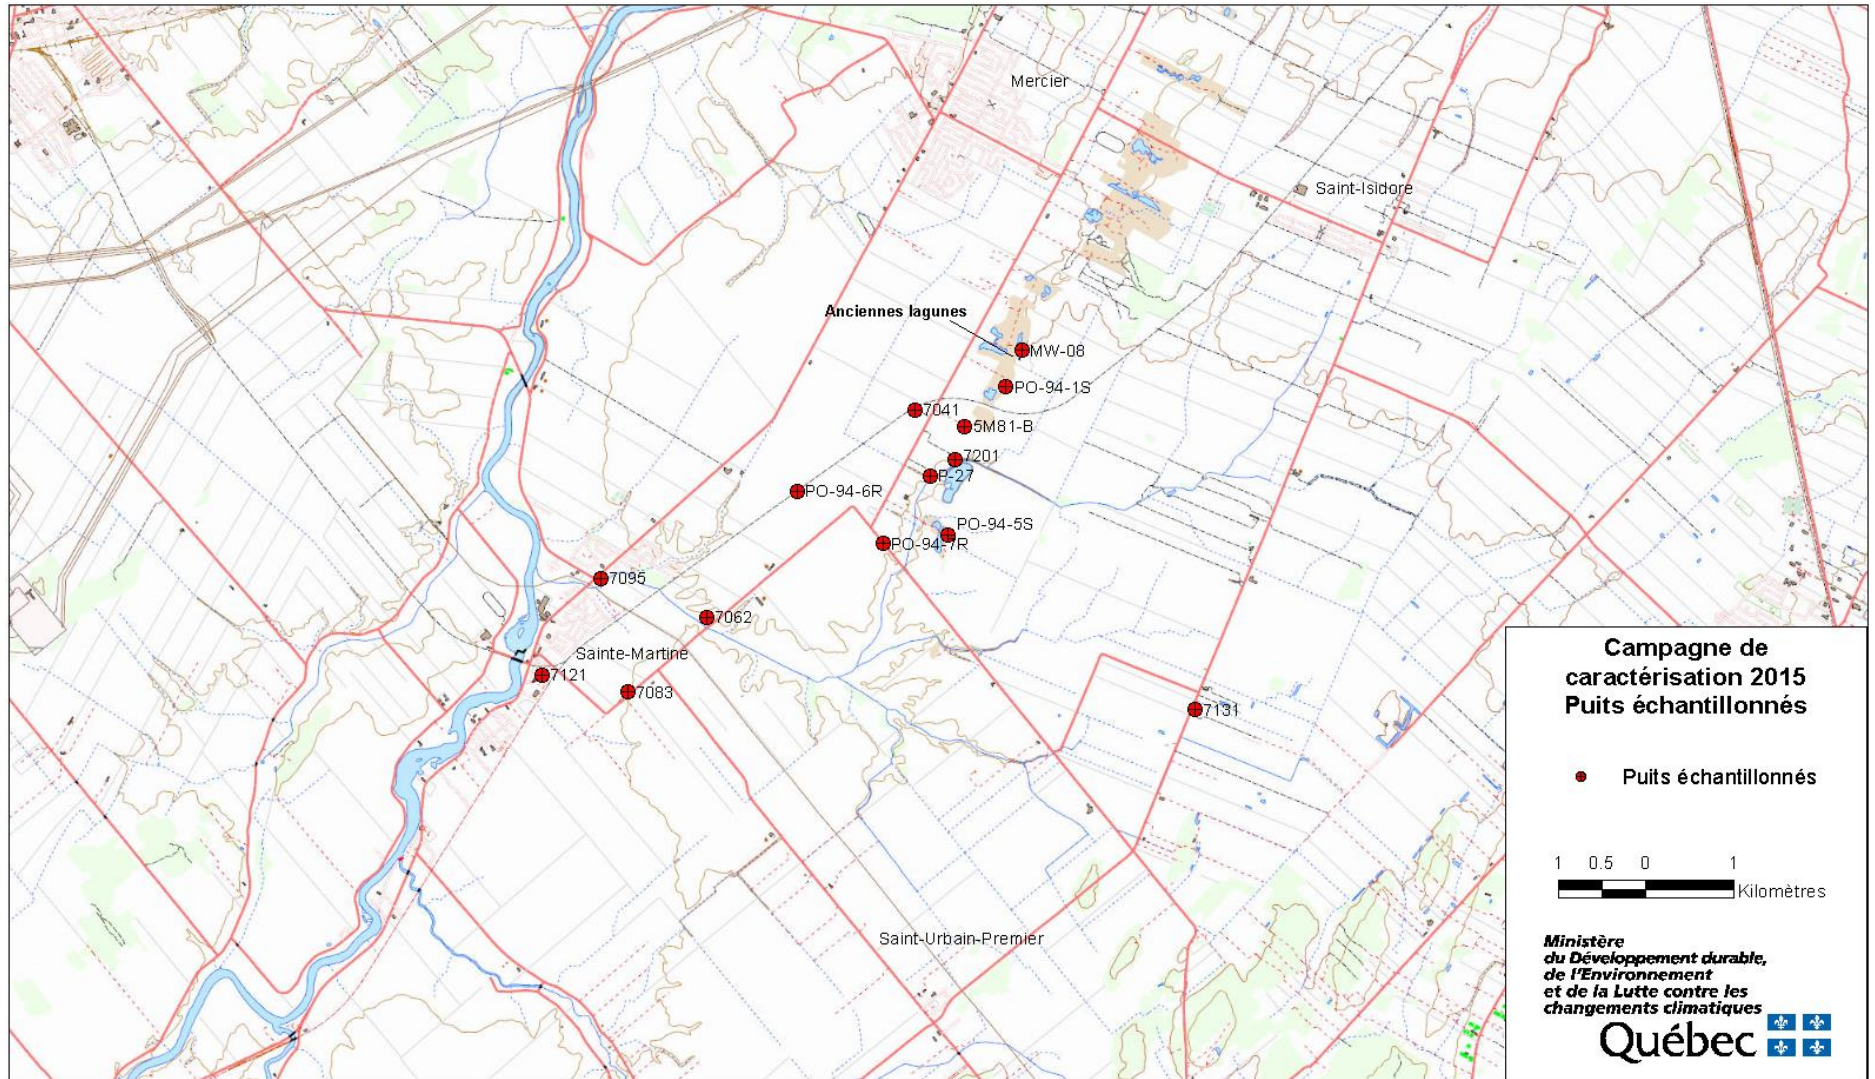 Mercier
Saint-Isidore
Anciennes lagunes
MW-08
PO-94-1S
7041
5M81-B
7201
P-27
PO-94-6R
PO-94-5S
PO-94-7R
7095
7062
Sainte-Martine
7121
7083
7131
Saint-Urbain-Premier
Campagne de
caractérisation 2015
Puits échantillonnés
Puits échantillonnés
1 0.5 0 1
Kilomètres
Ministère
du Développement durable,
de l'Environnement
et de la Lutte contre les
changements climatiques
Québec